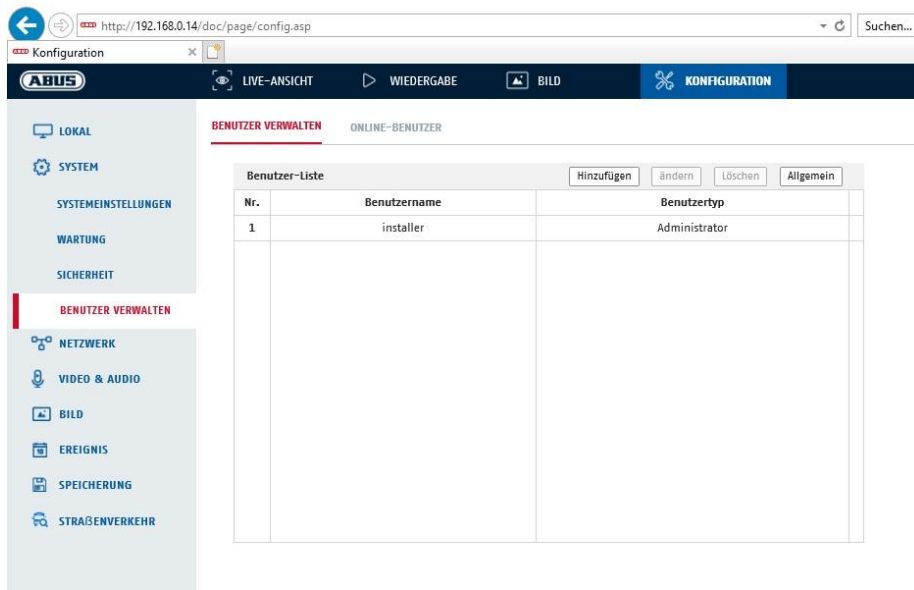 http://192.168.0.14/doc/page/config.asp
Suchen...
Konfiguration
ABUS
LIVE-ANSICHT
WIEDERGABE
BILD
KONFIGURATION
LOKAL
SYSTEM
SYSTEMEINSTELLUNGEN
WARTUNG
SICHERHEIT
BENUTZER VERWALTEN
NETZWERK
VIDEO & AUDIO
BILD
EREIGNIS
SPEICHERUNG
STRAßENVERKEHR
BENUTZER VERWALTEN
ONLINE-BENUTZER
Benutzer-Liste
Hinzufügen
ändern
Löschen
Allgemein
Nr. Benutzername Benutzertyp
1 installer Administrator